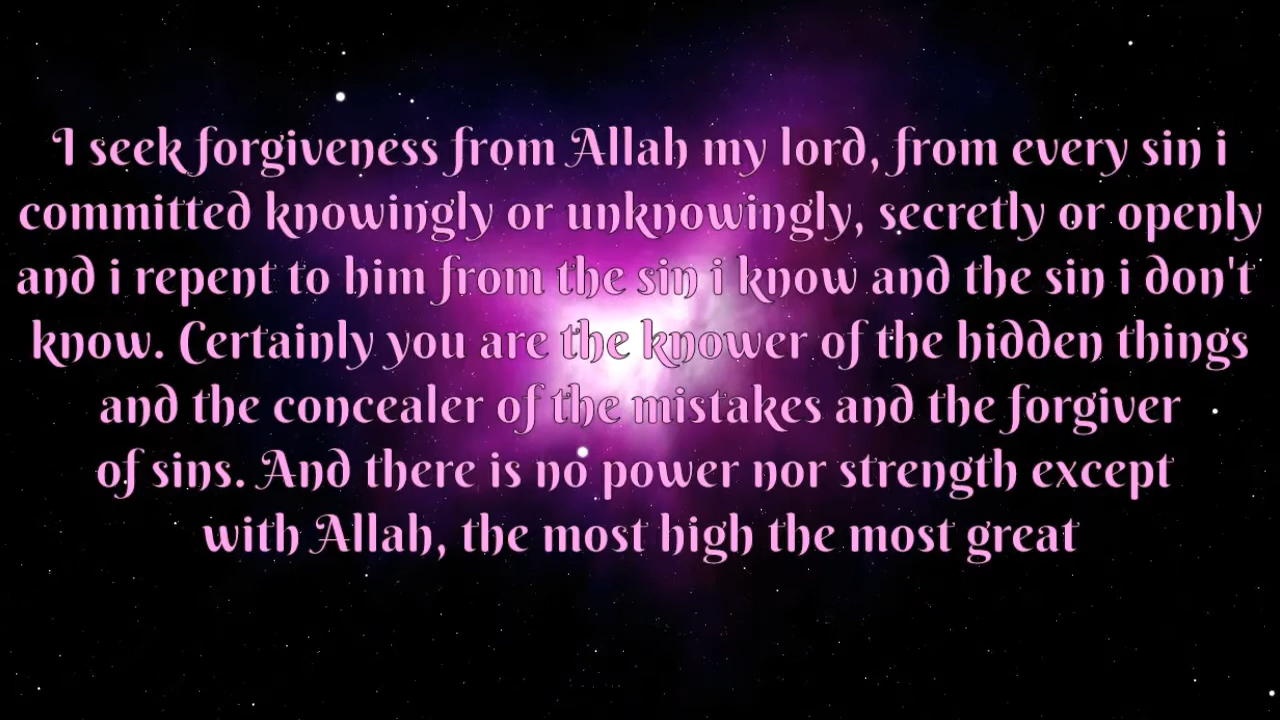 I seek forgiveness from Allah my lord, from every sin i
committed knowingly or unknowingly, secretly or openly
and i repent to him from the sin i know and the sin i don't
know. Certainly you are the knower of the hidden things
and the concealer of the mistakes and the forgiver
of sins. And there is no power nor strength except
with Allah, the most high the most great